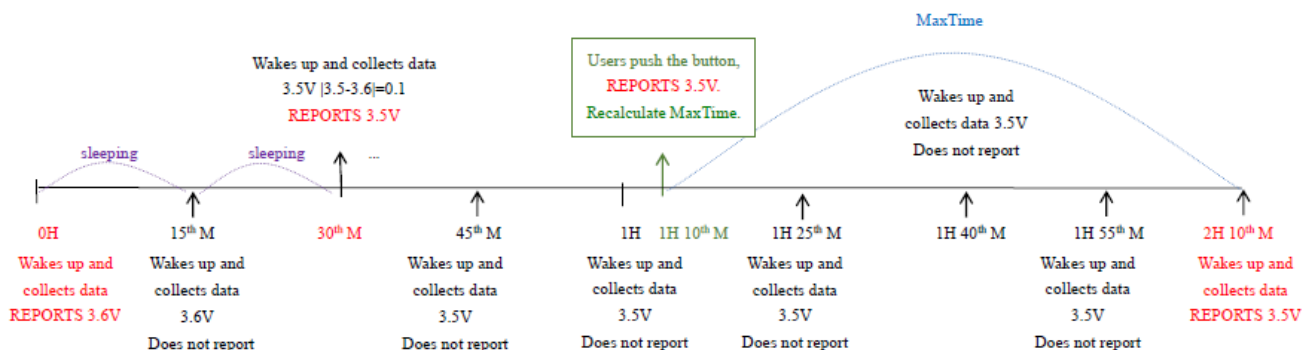 MaxTime
Wakes up and collects data
3.5V |3.5-3.6|=0.1
REPORTS 3.5V
Users push the button,
REPORTS 3.5V.
Recalculate MaxTime.
Wakes up and
collects data 3.5V
Does not report
sleeping
sleeping
...
0H
15th M
30th M
45th M
1H
1H 10th M
1H 25th M
1H 40th M
1H 55th M
2H 10th M
Wakes up and
collects data
REPORTS 3.6V
Wakes up and
collects data
3.6V
Does not report
Wakes up and
collects data
3.5V
Does not report
Wakes up and
collects data
3.5V
Does not report
Wakes up and
collects data
3.5V
Does not report
Wakes up and
collects data
3.5V
Does not report
Wakes up and
collects data
REPORTS 3.5V